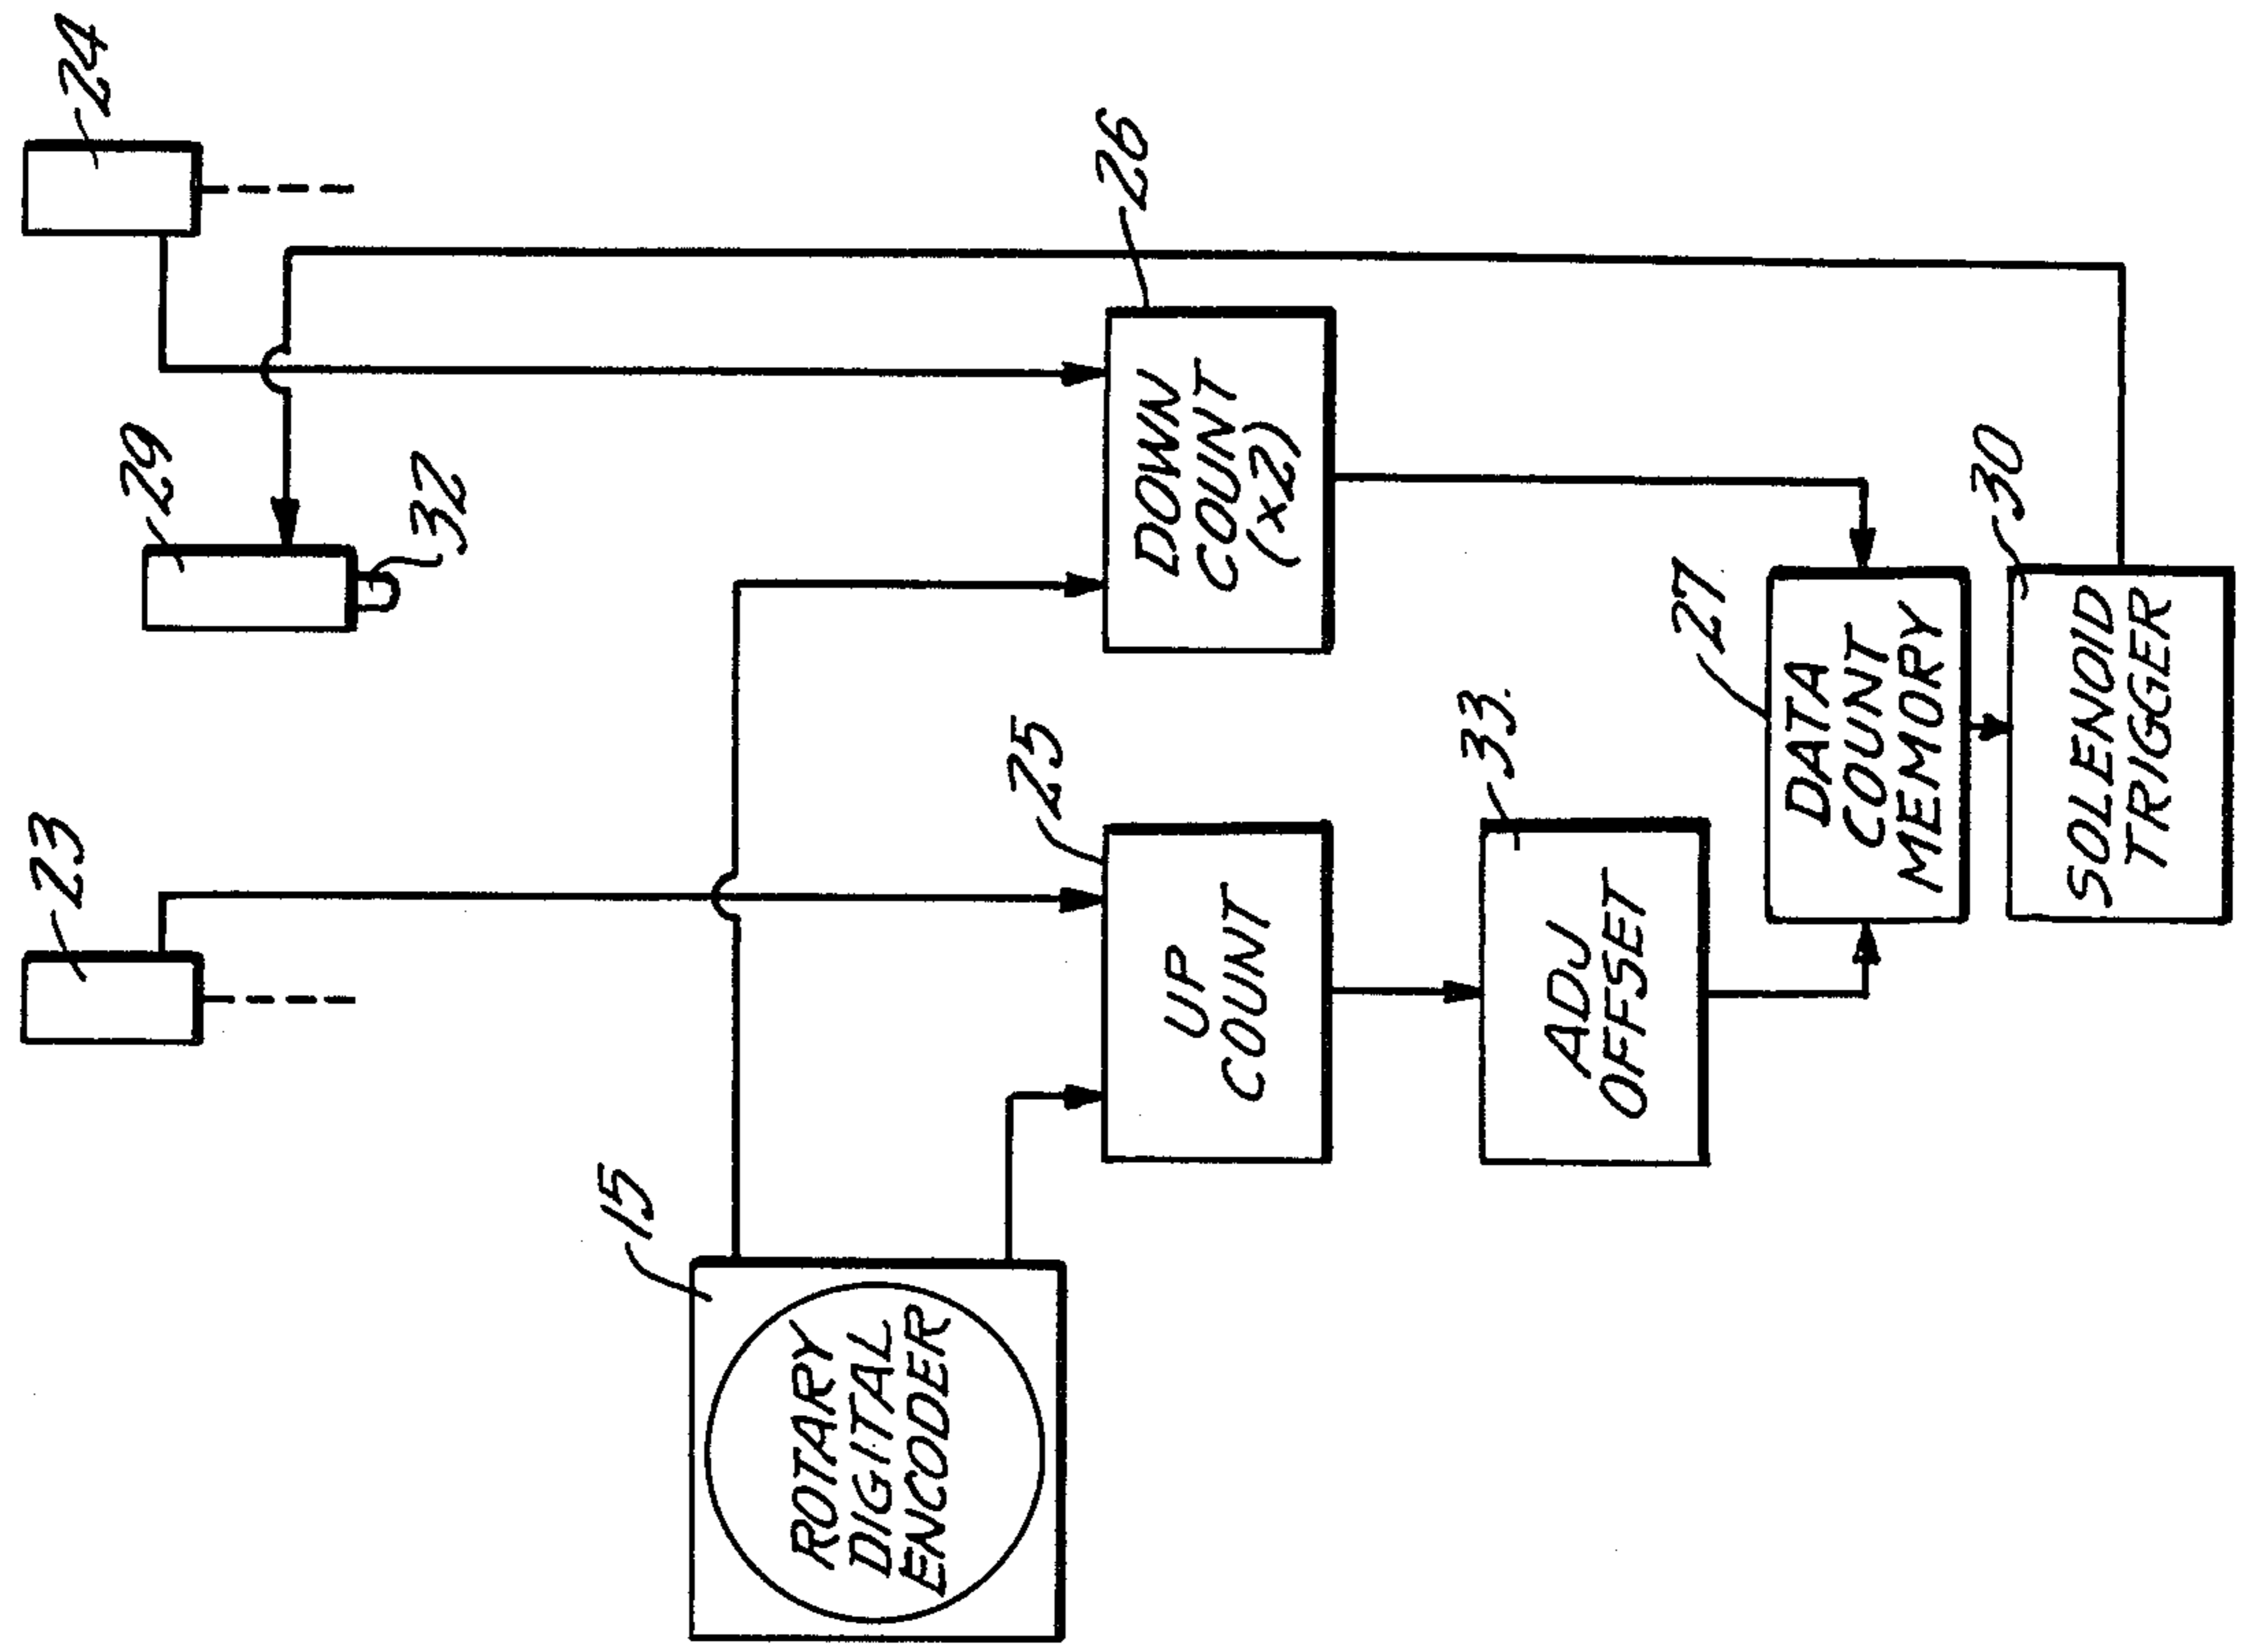 24
23
29
32
26
15
25
33.
27
30
ROTARY
DIGITAL
ENCODER
UP
COUNT
DOWN
COUNT
(x2)
ADJ
OFFSET
DATA
COUNT
MEMORY
SOLENOID
TRIGGER